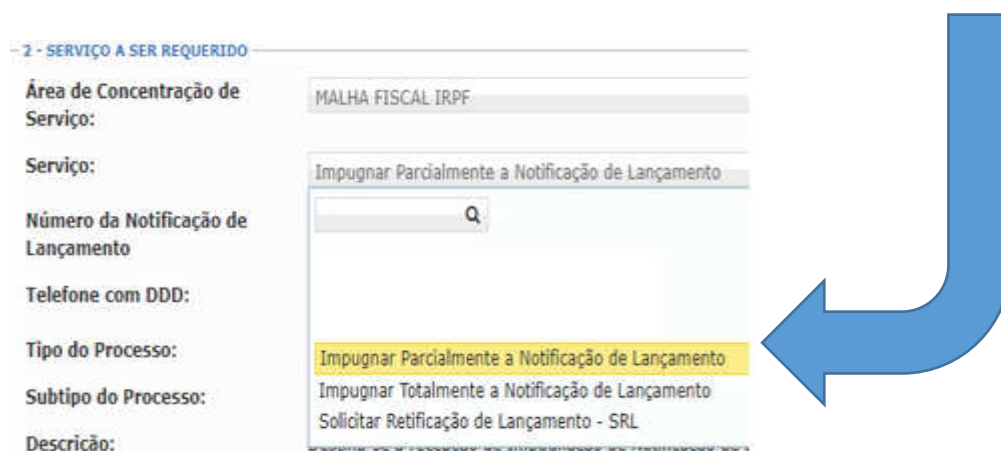 2 - SERVIÇO A SER REQUERIDO
Área de Concentração de
Serviço:
MALHA FISCAL IRPF
Serviço:
Impugnar Parcialmente a Notificação de Lançamento
Número da Notificação de
Lançamento
Telefone com DDD:
Tipo do Processo:
Impugnar Parcialmente a Notificação de Lançamento
Impugnar Totalmente a Notificação de Lançamento
Subtipo do Processo:
Solicitar Retificação de Lançamento - SRL
Descrição: